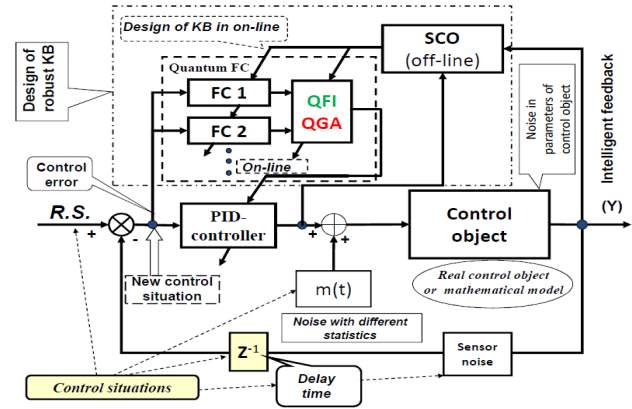 Design of KB in on-line
SCO
(off-line)
Design of
robust KB
Quantum FC
FC 1
FC 2
QFI
QGA
On-line
Noise in
parameters of
control object
Intelligent feedback
Control
error
R.S.
+
-
PID-
controller
+
+
Control
object
(Y)
New control
situation
m(t)
Real control object
or mathematical model
Noise with different
statistics
Z-1
Sensor
noise
Control situations
Delay
time